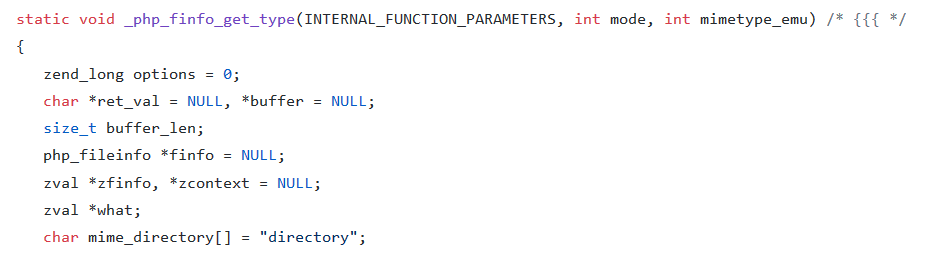 static void _php_finfo_get_type(INTERNAL_FUNCTION_PARAMETERS, int mode, int mimetype_emu) /* {{{ */
{
zend_long options = 0;
char *ret_val = NULL, *buffer = NULL;
size_t buffer_len;
php_fileinfo *finfo = NULL;
zval *zfinfo, *zcontext = NULL;
zval *what;
char mime_directory[] = "directory";